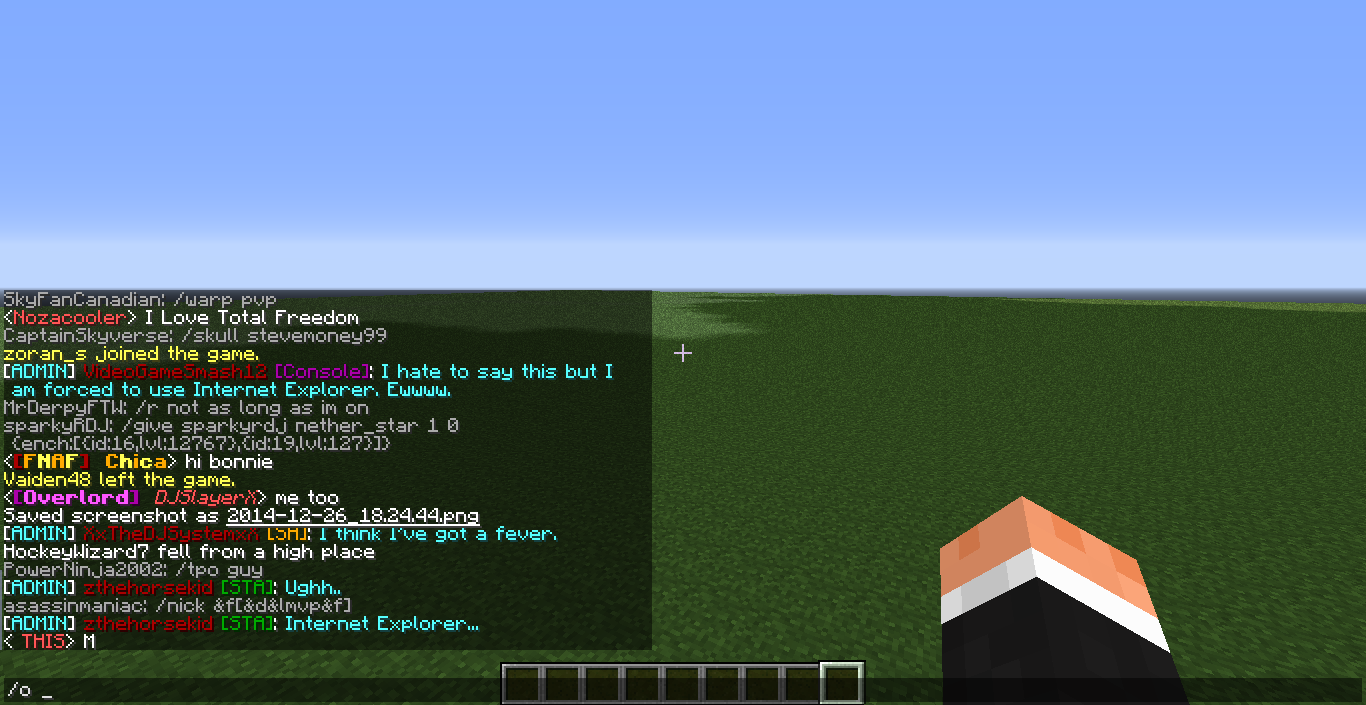 SkyFanCanadian: /warp pvp
<Nozacooler> I Love Total Freedom
CaptainSkyverse: /skull stevemoney99
zoran_s joined the game.
[ADMIN] VideoGameSmash12 [Console]: I hate to say this but I
am forced to use Internet Explorer. Ewwww.
MrDerpyFTW: /r not as long as im on
sparkyRDJ: /give sparkyrdj nether_star 1 0
{ench:[{id:16,lvl:12767},{id:19,lvl:127}]}
<[FNAF] Chica> hi bonnie
Vaiden48 left the game.
<[Overlord] DJSlayerX> me too
Saved screenshot as 2014-12-26_18.24.44.png
[ADMIN] XxTheDJSystemxX [SA]: I think I've got a fever.
HockeyWizard7 fell from a high place
PowerNinja2002: /tpo guy
[ADMIN] zthehorsekid [STA]: Ughh..
asassinmaniac: /nick &f[&d&lmvp&f]
[ADMIN] zthehorsekid [STA]: Internet Explorer...
< THIS> M
/o _